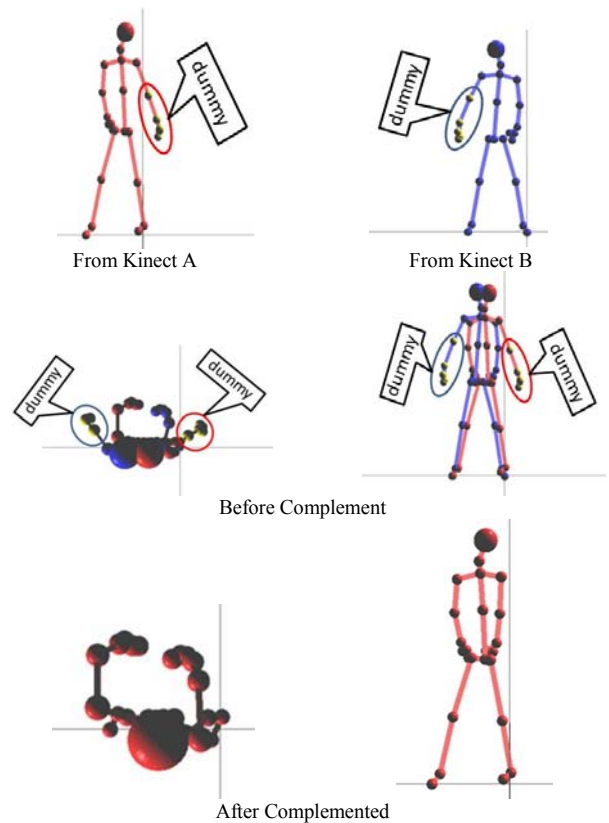 dummy
dummy
From Kinect A
From Kinect B
dummy
dummy
dummy
dummy
Before Complement
After Complemented